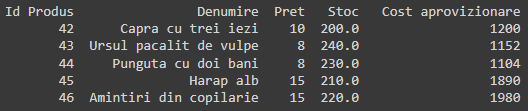 Id Produs Denumire Pret Stoc Cost aprovizionare
42 Capra cu trei iezi 10 200.0 1200
43 Ursul pacalit de vulpe 8 240.0 1152
44 Punguta cu doi bani 8 230.0 1104
45 Harap alb 15 210.0 1890
46 Amintiri din copilarie 15 220.0 1980